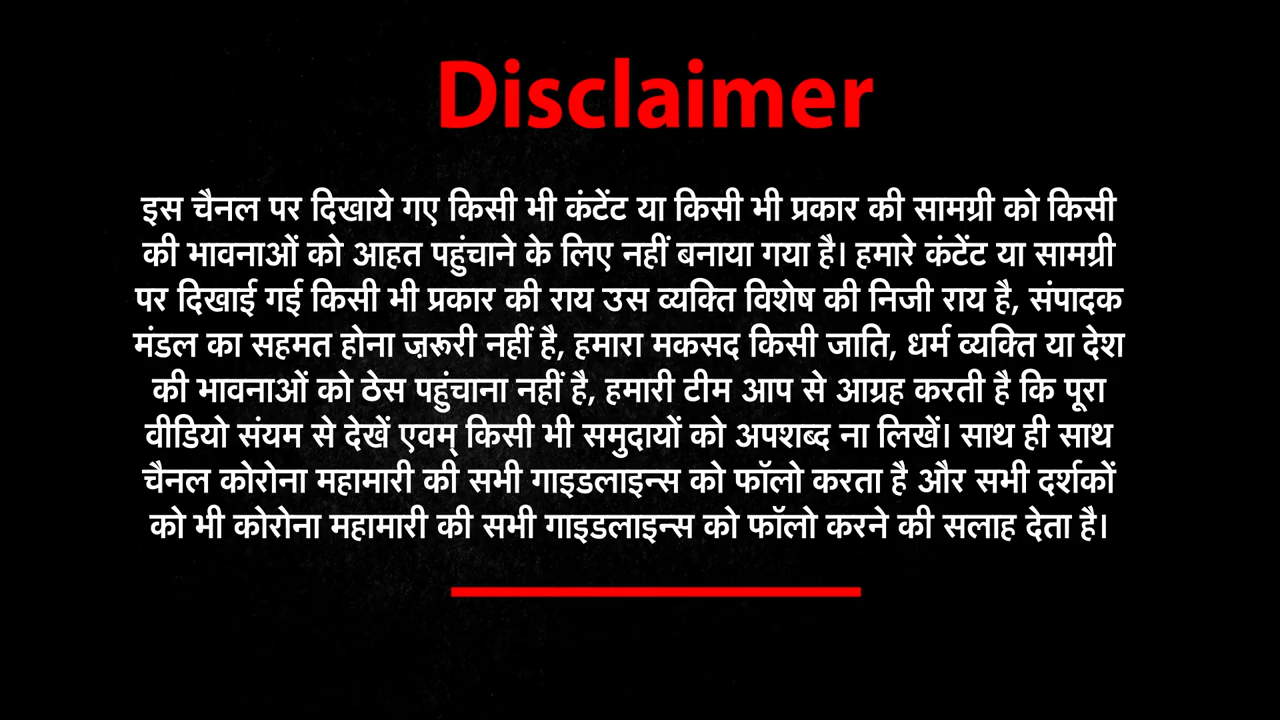 Disclaimer
इस चैनल पर दिखाये गए किसी भी कंटेंट या किसी भी प्रकार की सामग्री को किसी
की भावनाओं को आहत पहुंचाने के लिए नहीं बनाया गया है। हमारे कंटेंट या सामग्री
पर दिखाई गई किसी भी प्रकार की राय उस व्यक्ति विशेष की निजी राय है, संपादक
मंडल का सहमत होना ज़रूरी नहीं है, हमारा मकसद किसी जाति, धर्म व्यक्ति या देश
की भावनाओं को ठेस पहुंचाना नहीं है, हमारी टीम आप से आग्रह करती है कि पूरा
वीडियो संयम से देखें एवम् किसी भी समुदायों को अपशब्द ना लिखें। साथ ही साथ
चैनल कोरोना महामारी की सभी गाइडलाइन्स को फॉलो करता है और सभी दर्शकों
को भी कोरोना महामारी की सभी गाइडलाइन्स को फॉलो करने की सलाह देता है।